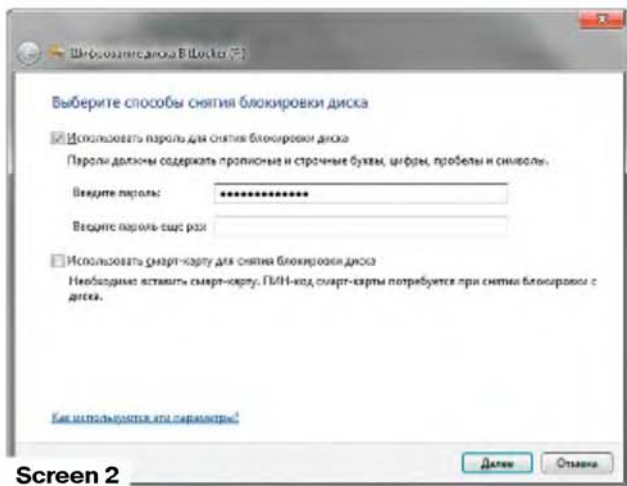 Шифрование диска BitLocker (F:)
Выберите способы снятия блокировки диска
Использовать пароль для снятия блокировки диска
Пароли должны содержать прописные и строчные буквы, цифры, пробелы и символы.
Введите пароль: •••••••••••••
Введите пароль еще раз:
Использовать смарт-карту для снятия блокировки диска
Необходимо вставить смарт-карту. ПИН-код смарт-карты потребуется при снятии блокировки с
диска.
Как используются эти параметры?
Далее Отмена
Screen 2